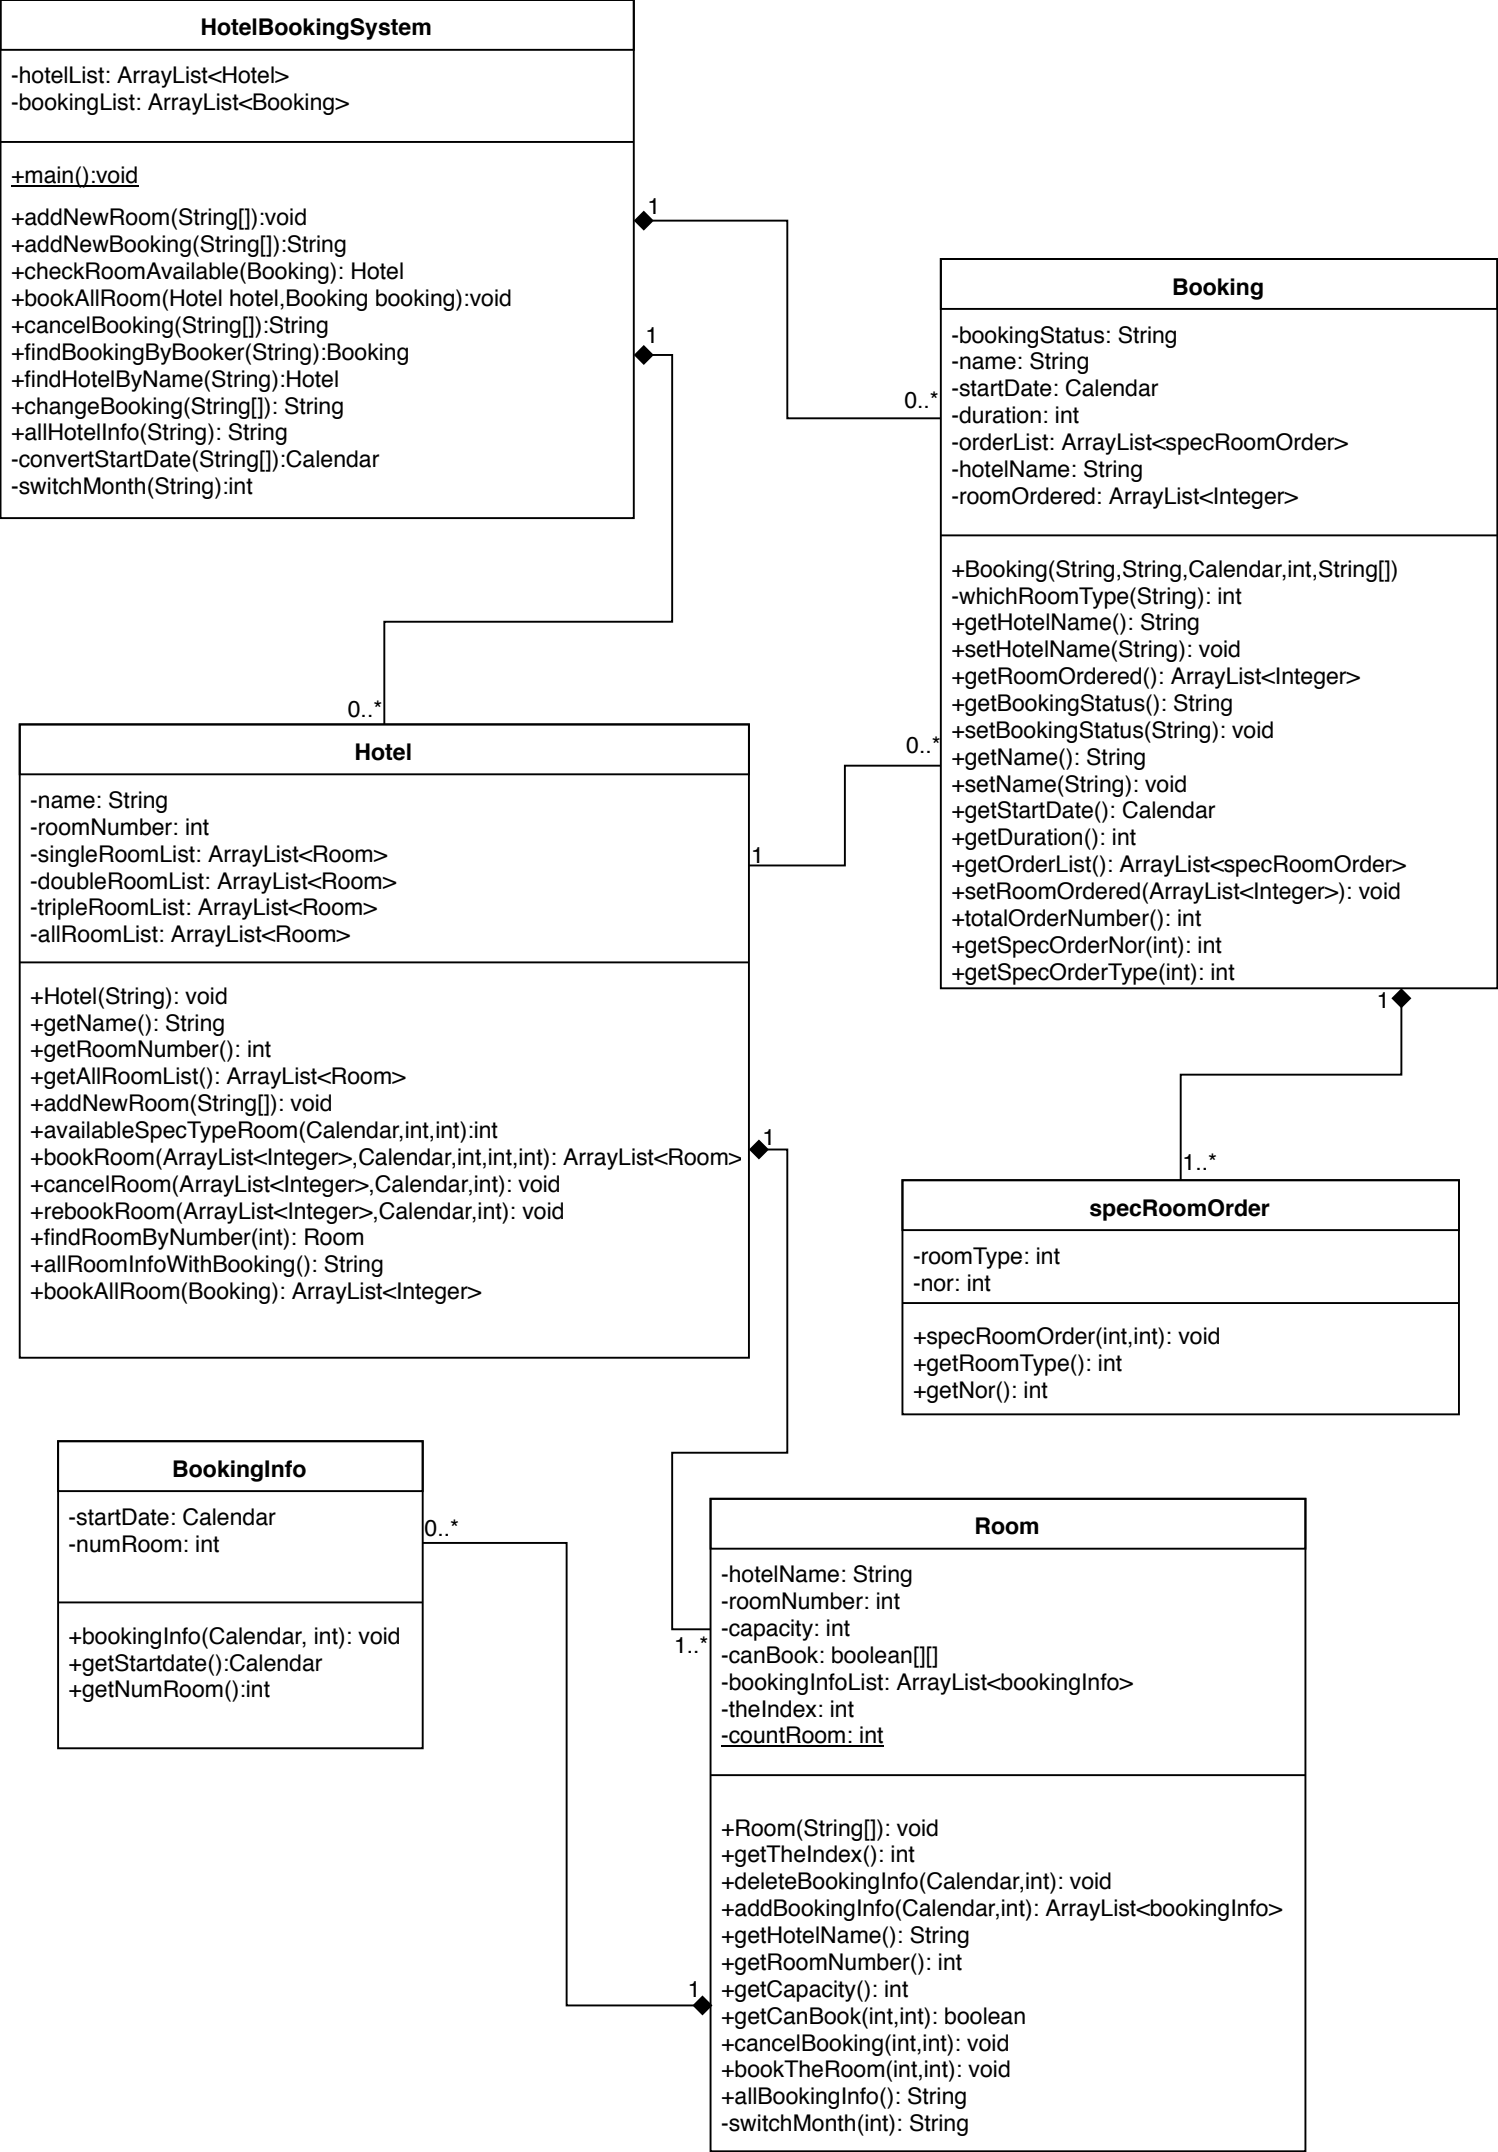 HotelBookingSystem
-hotelList: ArrayList<Hotel>
-bookingList: ArrayList<Booking>
+main():void
+addNewRoom(String[]):void
+addNewBooking(String[]):String
+checkRoomAvailable(Booking): Hotel
+bookAllRoom(Hotel hotel,Booking booking):void
+cancelBooking(String[]):String
+findBookingByBooker(String):Booking
+findHotelByName(String):Hotel
+changeBooking(String[]): String
+allHotelInfo(String): String
-convertStartDate(String[]):Calendar
-switchMonth(String):int
1
1
0..*
0..*
Booking
-bookingStatus: String
-name: String
-startDate: Calendar
-duration: int
-orderList: ArrayList<specRoomOrder>
-hotelName: String
-roomOrdered: ArrayList<Integer>
+Booking(String,String,Calendar,int,String[])
-whichRoomType(String): int
+getHotelName(): String
+setHotelName(String): void
+getRoomOrdered(): ArrayList<Integer>
+getBookingStatus(): String
+setBookingStatus(String): void
+getName(): String
+setName(String): void
+getStartDate(): Calendar
+getDuration(): int
+getOrderList(): ArrayList<specRoomOrder>
+setRoomOrdered(ArrayList<Integer>): void
+totalOrderNumber(): int
+getSpecOrderNor(int): int
+getSpecOrderType(int): int
0..*
1
1
1..*
Hotel
-name: String
-roomNumber: int
-singleRoomList: ArrayList<Room>
-doubleRoomList: ArrayList<Room>
-tripleRoomList: ArrayList<Room>
-allRoomList: ArrayList<Room>
+Hotel(String): void
+getName(): String
+getRoomNumber(): int
+getAllRoomList(): ArrayList<Room>
+addNewRoom(String[]): void
+availableSpecTypeRoom(Calendar,int,int):int
+bookRoom(ArrayList<Integer>,Calendar,int,int,int): ArrayList<Room>
+cancelRoom(ArrayList<Integer>,Calendar,int): void
+rebookRoom(ArrayList<Integer>,Calendar,int): void
+findRoomByNumber(int): Room
+allRoomInfoWithBooking(): String
+bookAllRoom(Booking): ArrayList<Integer>
1
1..*
specRoomOrder
-roomType: int
-nor: int
+specRoomOrder(int,int): void
+getRoomType(): int
+getNor(): int
BookingInfo
-startDate: Calendar
-numRoom: int
+bookingInfo(Calendar, int): void
+getStartdate():Calendar
+getNumRoom():int
0..*
1
Room
-hotelName: String
-roomNumber: int
-capacity: int
-canBook: boolean[][]
-bookingInfoList: ArrayList<bookingInfo>
-theIndex: int
-countRoom: int
+Room(String[]): void
+getTheIndex(): int
+deleteBookingInfo(Calendar,int): void
+addBookingInfo(Calendar,int): ArrayList<bookingInfo>
+getHotelName(): String
+getRoomNumber(): int
+getCapacity(): int
+getCanBook(int,int): boolean
+cancelBooking(int,int): void
+bookTheRoom(int,int): void
+allBookingInfo(): String
-switchMonth(int): String